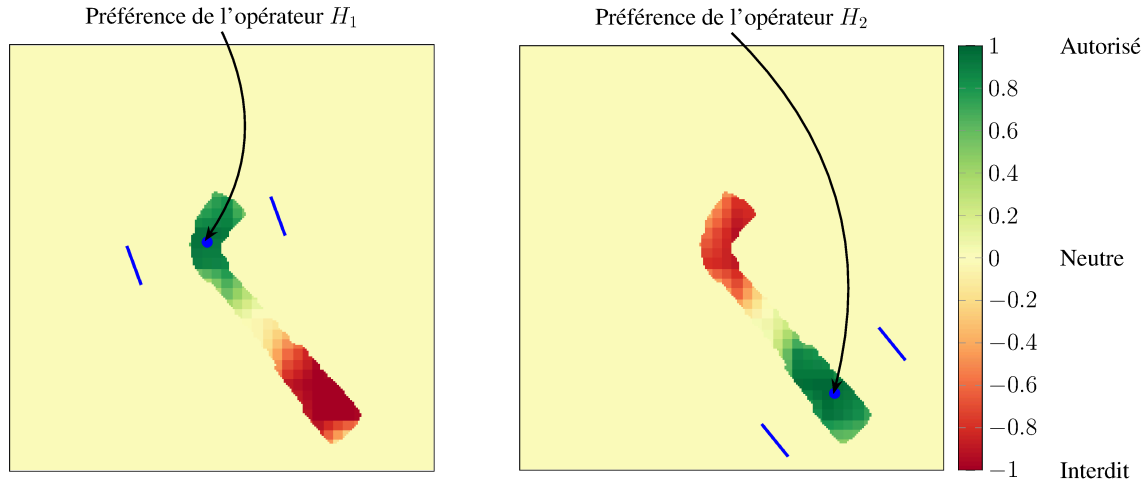 Préférence de l'opérateur H₁
Préférence de l'opérateur H₂
1 Autorisé
0.8
0.6
0.4
0.2
0 Neutre
−0.2
−0.4
−0.6
−0.8
−1 Interdit